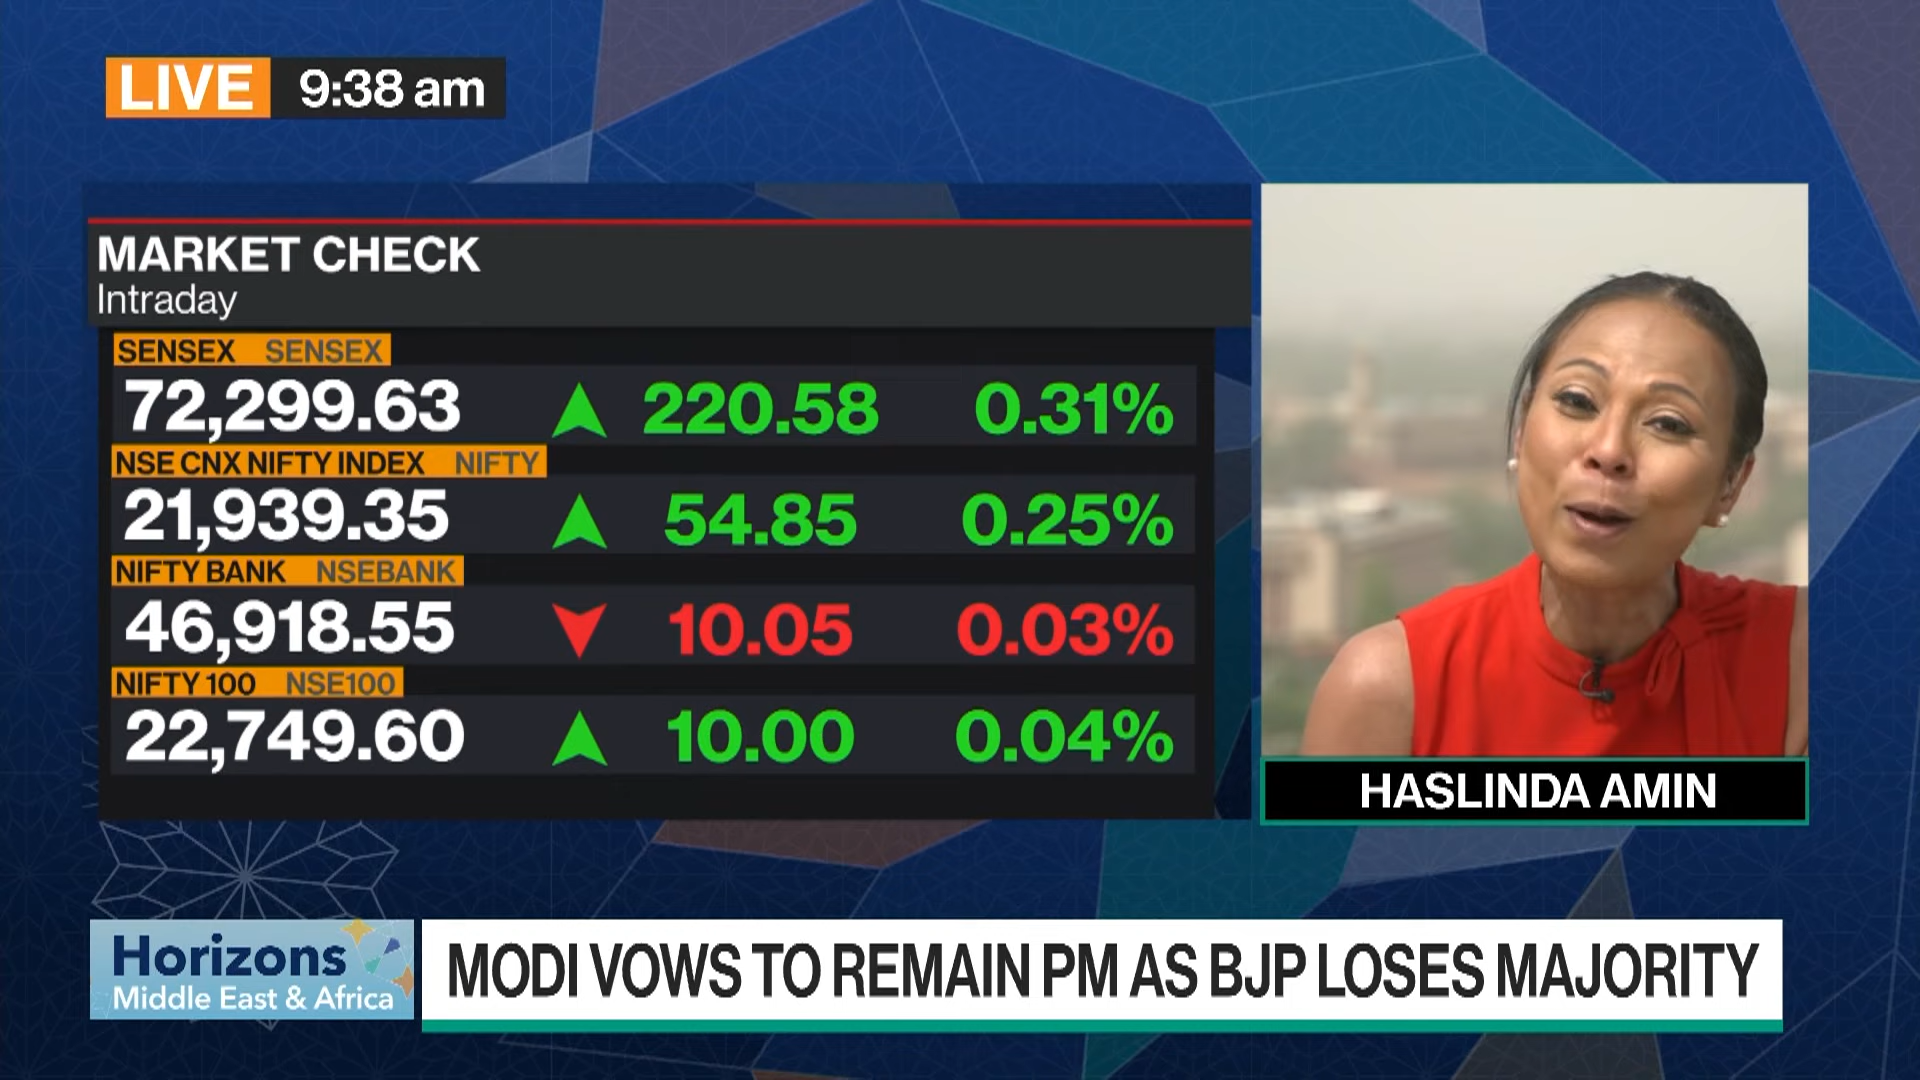 LIVE 9:38 am
MARKET CHECK
Intraday
SENSEX SENSEX
72,299.63 220.58 0.31%
NSE CNX NIFTY INDEX NIFTY
21,939.35 54.85 0.25%
NIFTY BANK NSEBANK
46,918.55 10.05 0.03%
NIFTY 100 NSE100
22,749.60 10.00 0.04%
HASLINDA AMIN
Horizons
Middle East & Africa
MODI VOWS TO REMAIN PM AS BJP LOSES MAJORITY